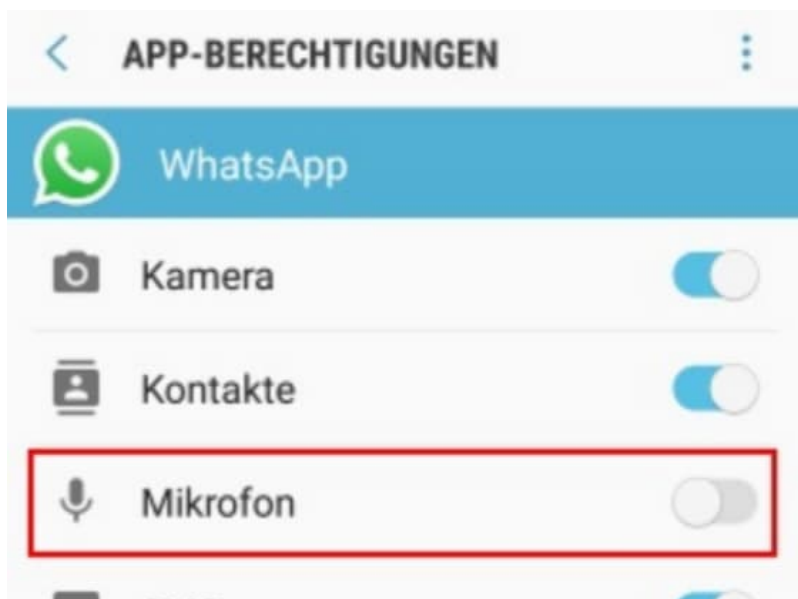 APP-BERECHTIGUNGEN
WhatsApp
Kamera
Kontakte
Mikrofon